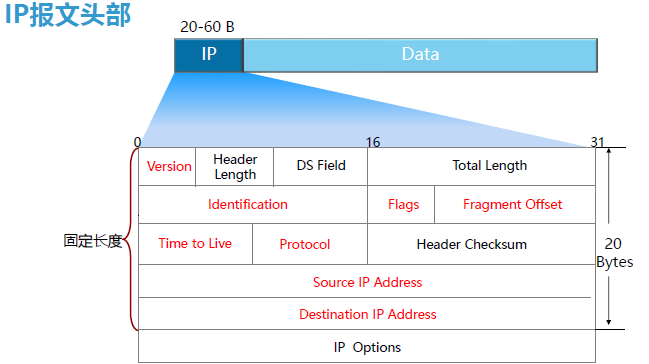 IP报文头部
20-60 B
IP Data
0 16 31
Version Header Length DS Field Total Length
Identification Flags Fragment Offset
固定长度
Time to Live Protocol Header Checksum
20 Bytes
Source IP Address
Destination IP Address
IP Options